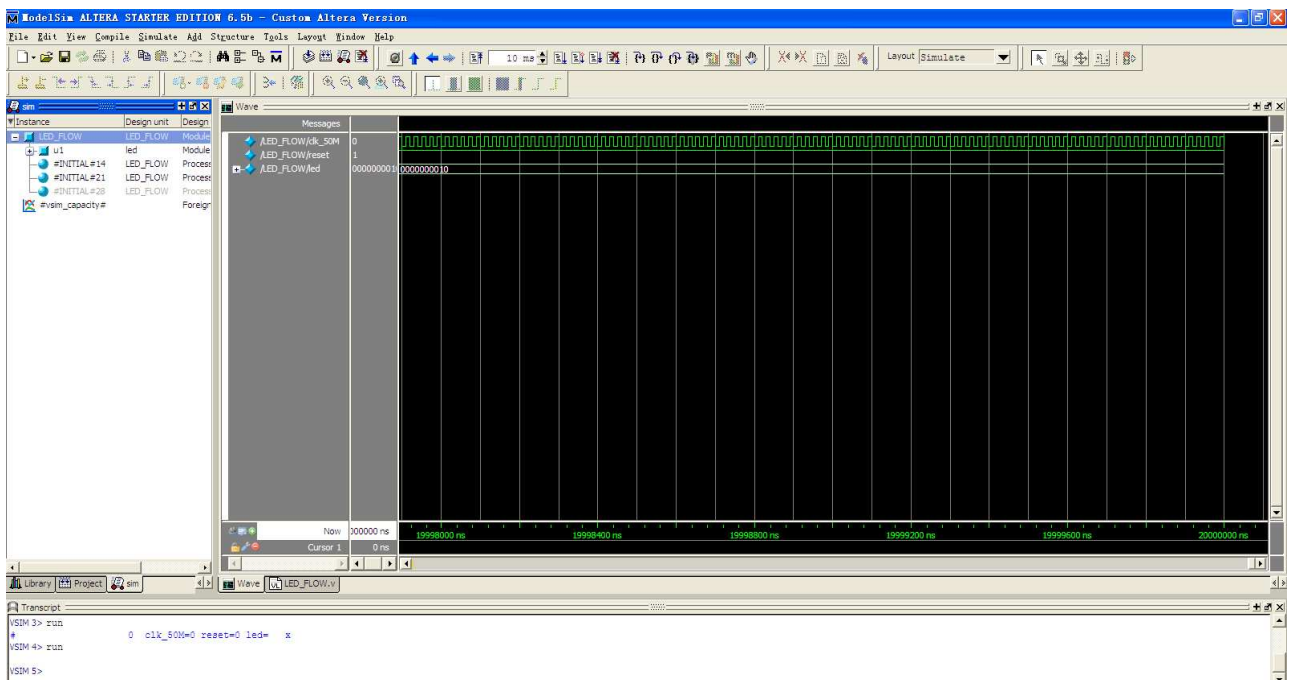 ModelSim ALTERA STARTER EDITION 6.5b - Custom Altera Version
File Edit View Compile Simulate Add Structure Tools Layout Window Help
10 ms Layout Simulate
sim
Instance Design unit Design
LED_FLOW LED_FLOW Module
u1 led Module
#INITIAL#14 LED_FLOW Process
#INITIAL#21 LED_FLOW Process
#INITIAL#28 LED_FLOW Process
#vsim_capacity# Foreign
Wave
Messages
/LED_FLOW/clk_50M 0
/LED_FLOW/reset 1
/LED_FLOW/led 000000001 0000000010
Now 000000 ns
Cursor 1 0 ns
19998000 ns 19998400 ns 19998800 ns 19999200 ns 19999600 ns 20000000 ns
Library Project sim
Wave LED_FLOW.v
Transcript
VSIM 3> run
# 0 clk_50M=0 reset=0 led= x
VSIM 4> run
VSIM 5>